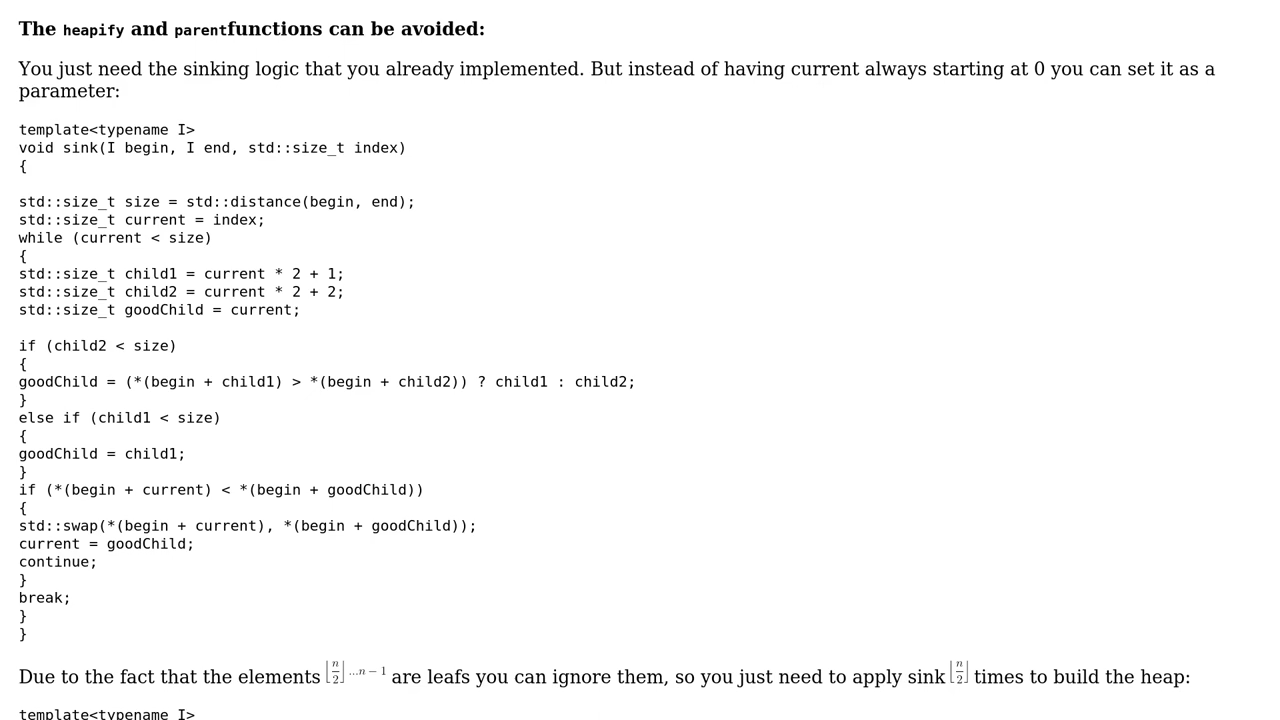 The heapify and parentfunctions can be avoided:
You just need the sinking logic that you already implemented. But instead of having current always starting at 0 you can set it as a
parameter:
template<typename I>
void sink(I begin, I end, std::size_t index)
{
std::size_t size = std::distance(begin, end);
std::size_t current = index;
while (current < size)
{
std::size_t child1 = current * 2 + 1;
std::size_t child2 = current * 2 + 2;
std::size_t goodChild = current;
if (child2 < size)
{
goodChild = (*(begin + child1) > *(begin + child2)) ? child1 : child2;
}
else if (child1 < size)
{
goodChild = child1;
}
if (*(begin + current) < *(begin + goodChild))
{
std::swap(*(begin + current), *(begin + goodChild));
current = goodChild;
continue;
}
break;
}
}
Due to the fact that the elements ⌊n/2⌋...n−1 are leafs you can ignore them, so you just need to apply sink ⌊n/2⌋ times to build the heap:
template<typename I>